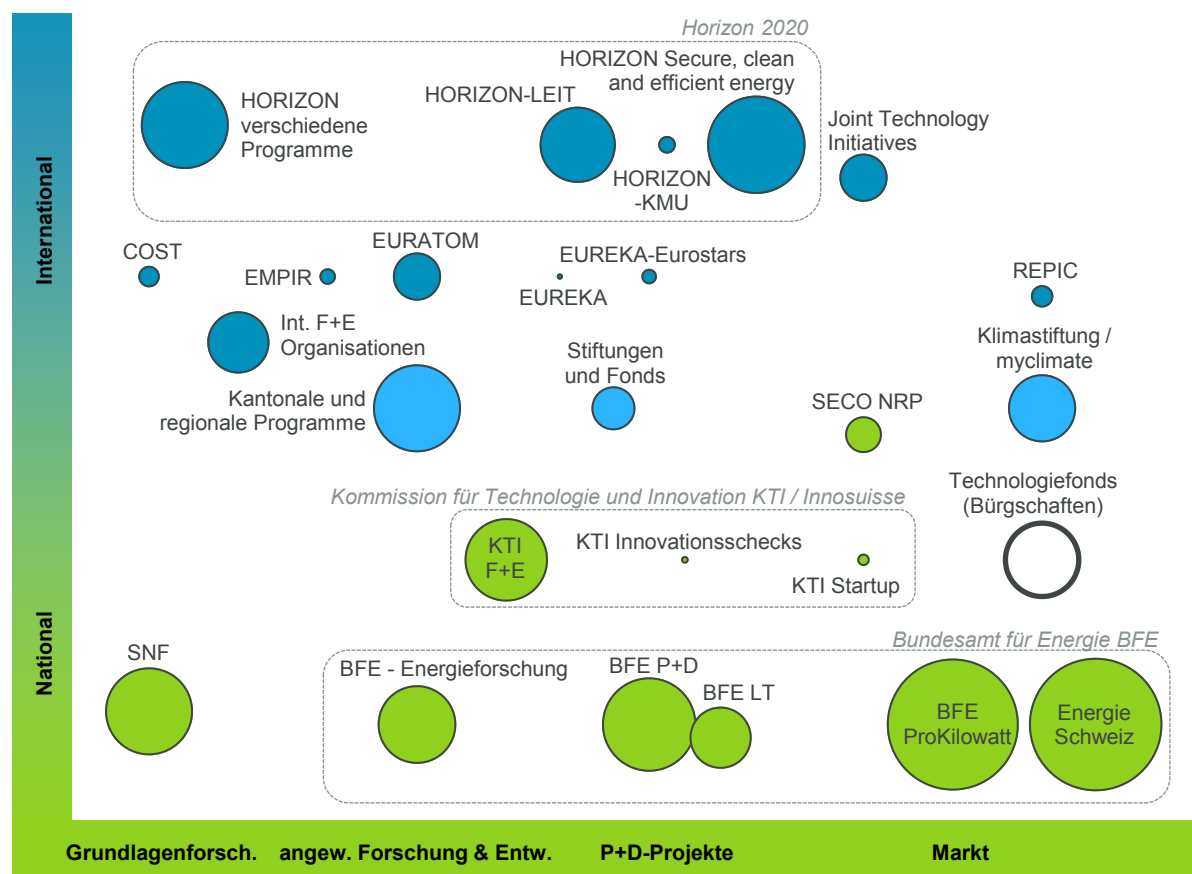 Horizon 2020
HORIZON Secure, clean
and efficient energy
HORIZON-LEIT
HORIZON
verschiedene
Programme
Joint Technology
Initiatives
HORIZON
-KMU
International
COST
EMPIR
EURATOM
EUREKA-Eurostars
EUREKA
REPIC
Int. F+E
Organisationen
Stiftungen
und Fonds
Klimastiftung /
myclimate
Kantonale und
regionale Programme
SECO NRP
Technologiefonds
(Bürgschaften)
Kommission für Technologie und Innovation KTI / Innosuisse
KTI
F+E
KTI Innovationsschecks
KTI Startup
National
Bundesamt für Energie BFE
SNF
BFE - Energieforschung
BFE P+D
BFE LT
BFE
ProKilowatt
Energie
Schweiz
Grundlagenforsch. angew. Forschung & Entw. P+D-Projekte Markt